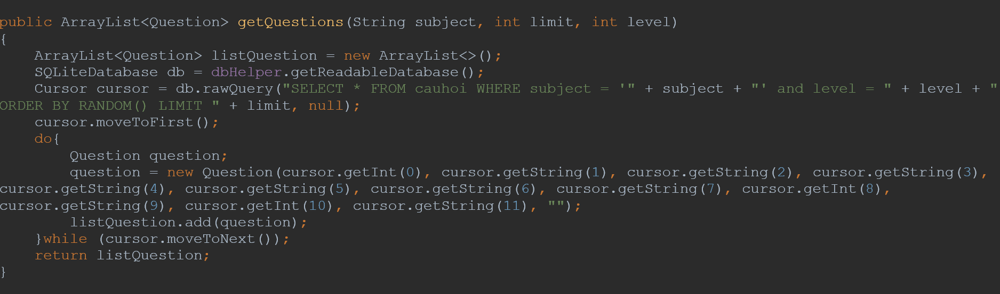 public ArrayList<Question> getQuestions(String subject, int limit, int level)
{
    ArrayList<Question> listQuestion = new ArrayList<>();
    SQLiteDatabase db = dbHelper.getReadableDatabase();
    Cursor cursor = db.rawQuery("SELECT * FROM cauhoi WHERE subject = '" + subject + "' and level = " + level + "
ORDER BY RANDOM() LIMIT " + limit, null);
    cursor.moveToFirst();
    do{
        Question question;
        question = new Question(cursor.getInt(0), cursor.getString(1), cursor.getString(2), cursor.getString(3),
cursor.getString(4), cursor.getString(5), cursor.getString(6), cursor.getString(7), cursor.getInt(8),
cursor.getString(9), cursor.getInt(10), cursor.getString(11), "");
        listQuestion.add(question);
    }while (cursor.moveToNext());
    return listQuestion;
}